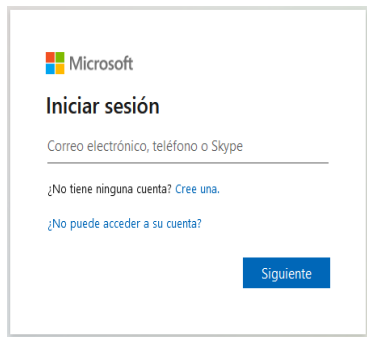 Microsoft
Iniciar sesión
Correo electrónico, teléfono o Skype
¿No tiene ninguna cuenta? Cree una.
¿No puede acceder a su cuenta?
Siguiente